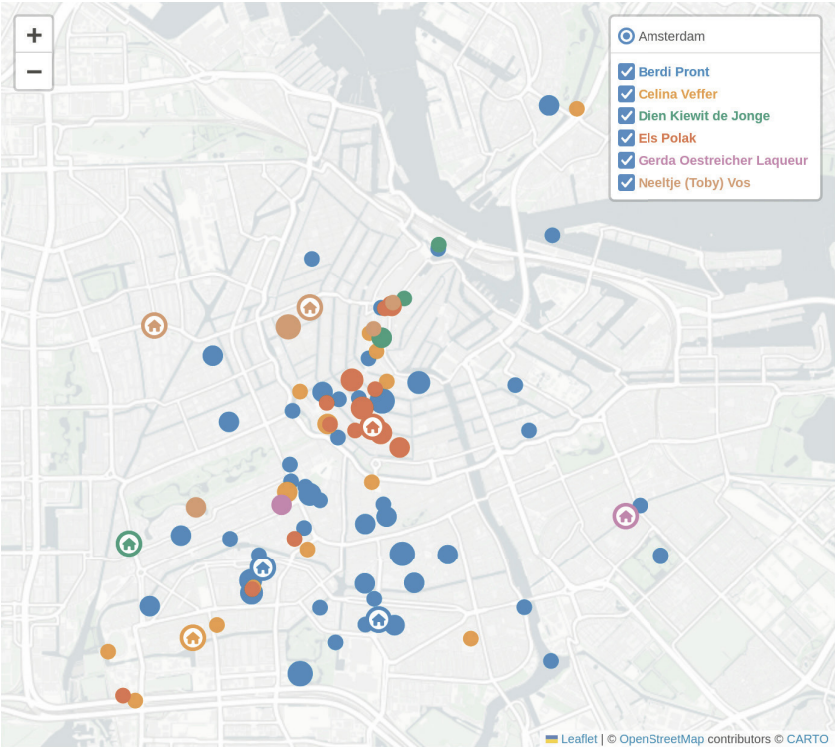 +
−
Amsterdam
Berdi Pront
Celina Veffer
Dien Kiewit de Jonge
Els Polak
Gerda Oestreicher Laqueur
Neeltje (Toby) Vos
Leaflet | © OpenStreetMap contributors © CARTO